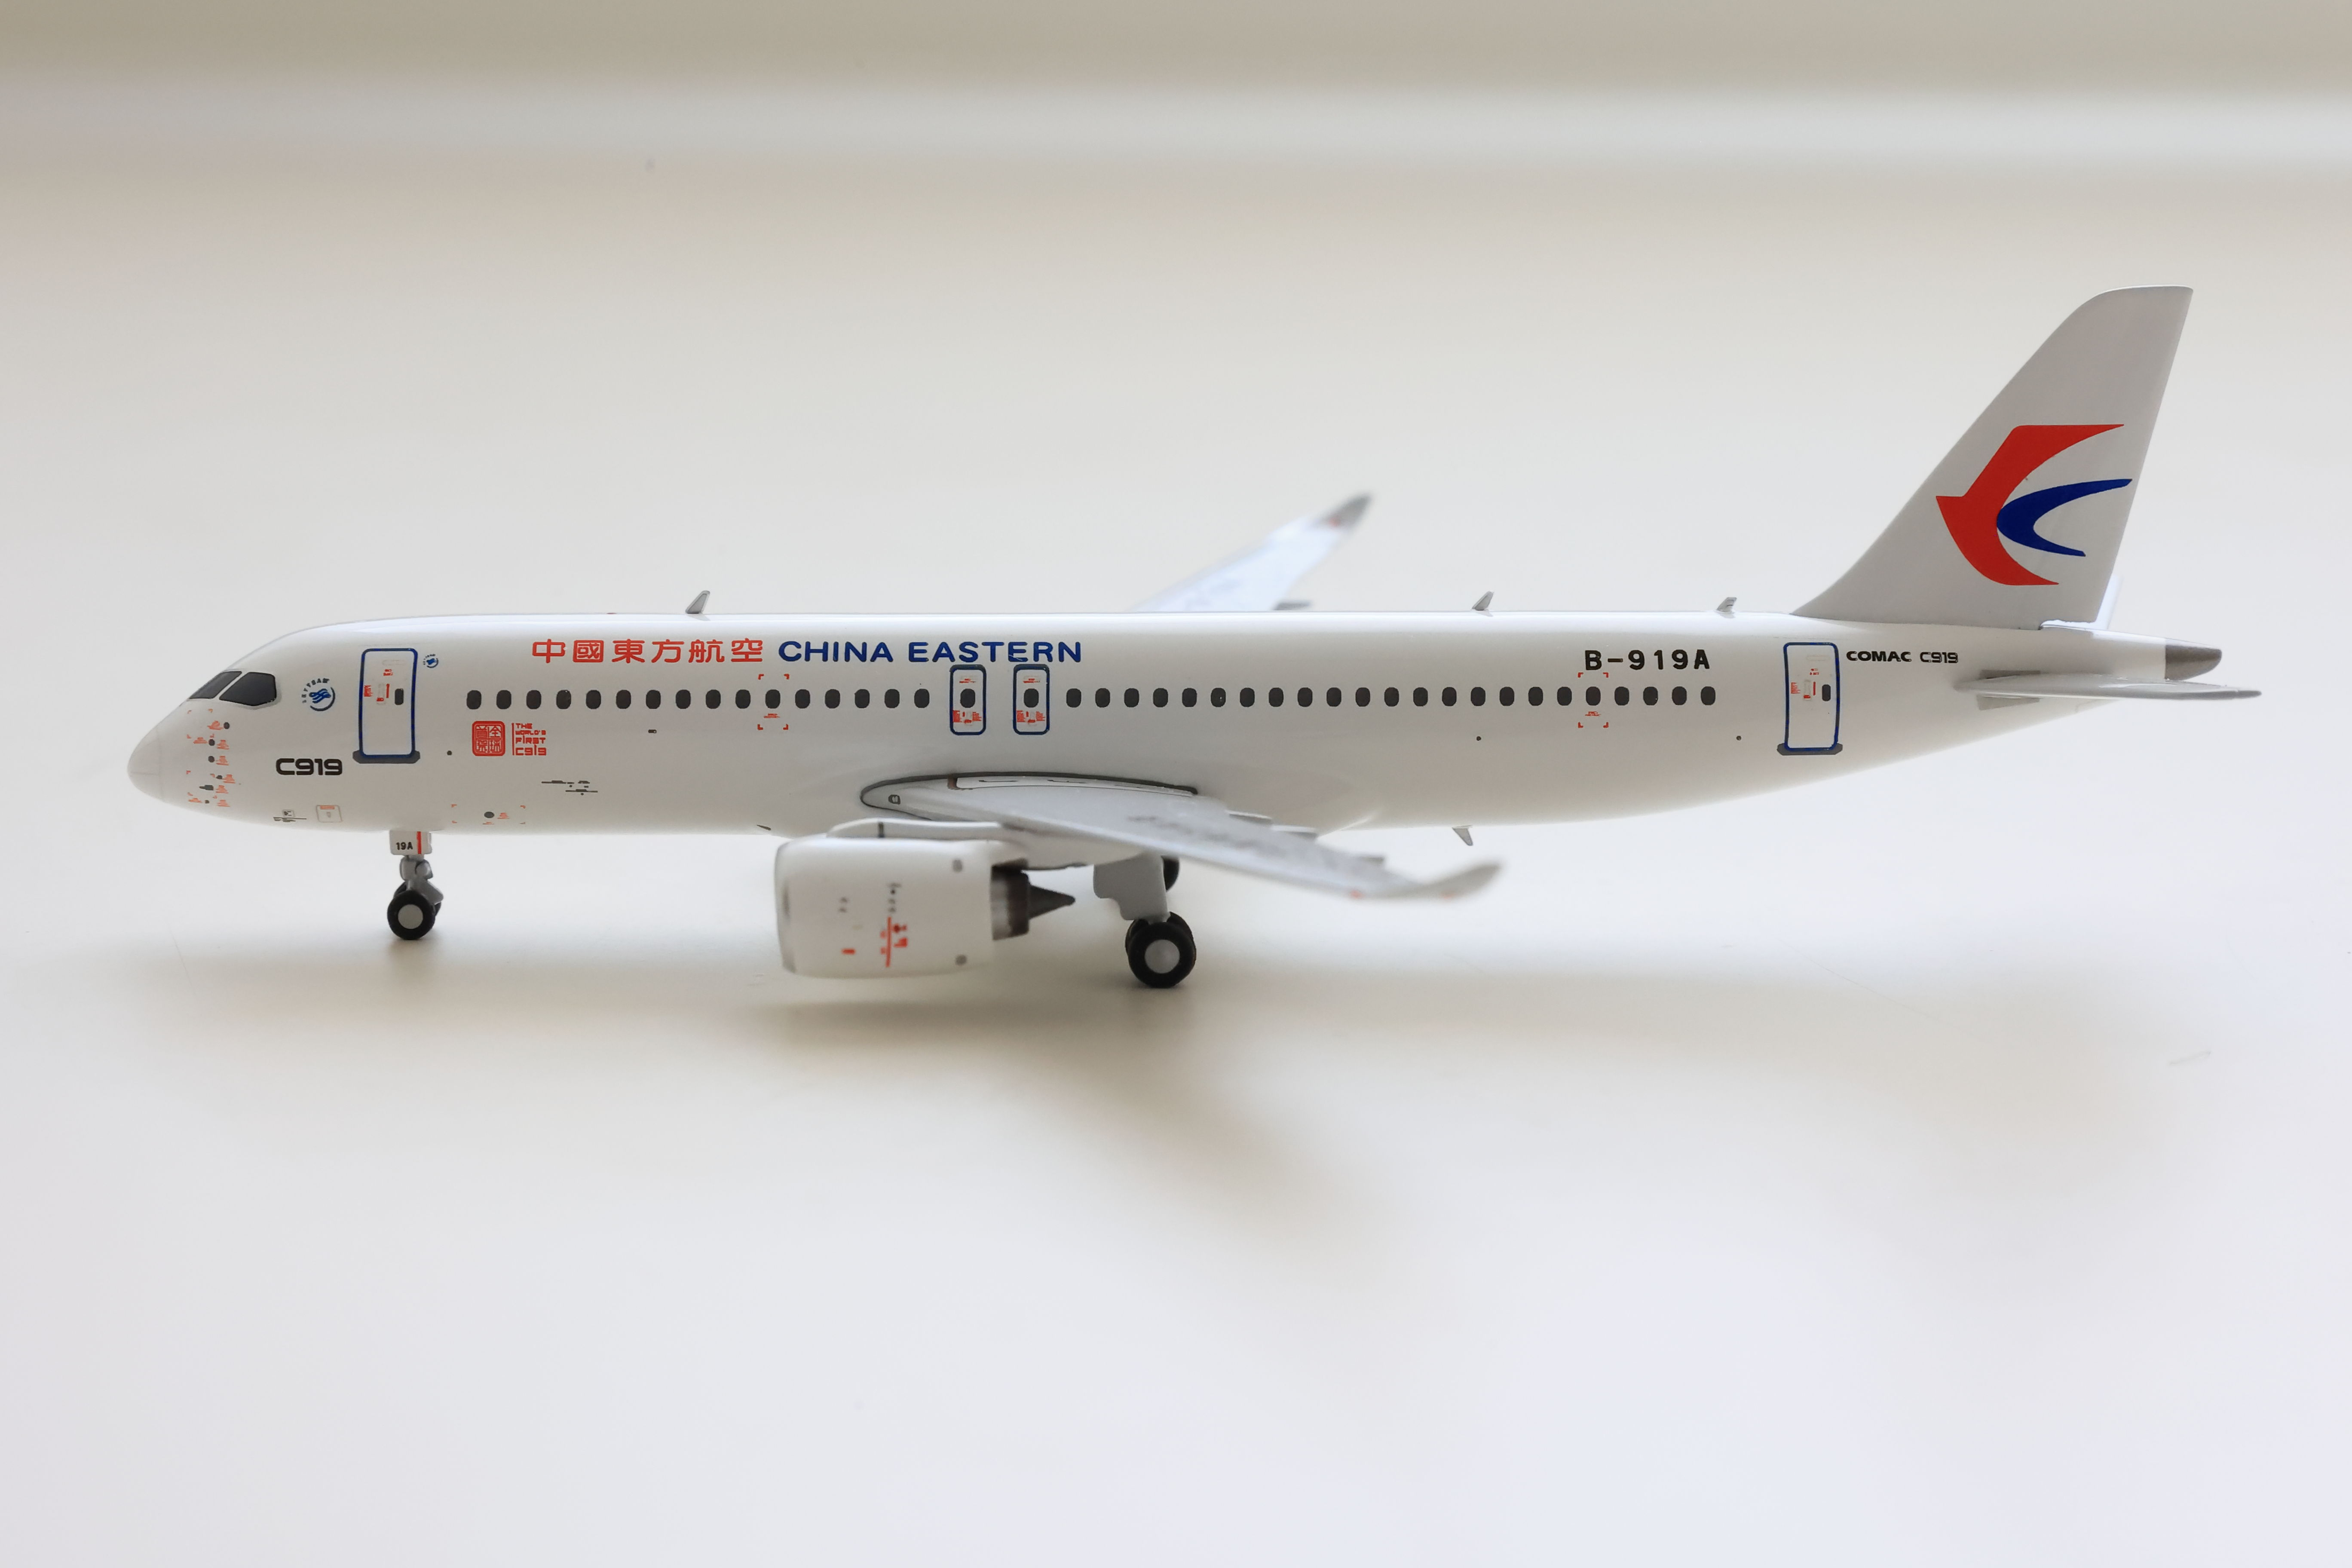 中國東方航空 CHINA EASTERN
B-919A
COMAC C919
THE
WORLD'S
FIRST
C919
C919
19A